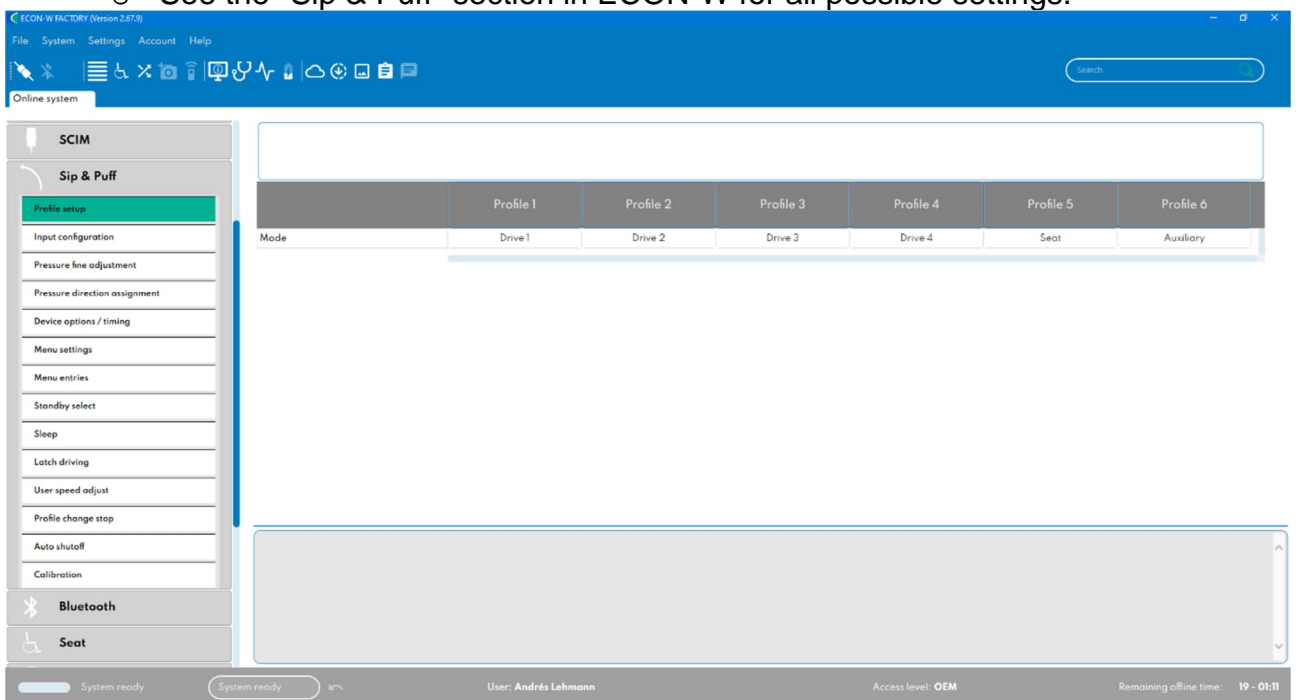 ○ See the "Sip & Puff" section in ECON-W for all possible settings.
ECON-W FACTORY (Version 2.67.9)
File System Settings Account Help
Search
Online system
SCIM
Sip & Puff
Profile setup
Input configuration
Pressure fine adjustment
Pressure direction assignment
Device options / timing
Menu settings
Menu entries
Standby select
Sleep
Latch driving
User speed adjust
Profile change stop
Auto shutoff
Calibration
Bluetooth
Seat
Profile 1 Profile 2 Profile 3 Profile 4 Profile 5 Profile 6
Mode Drive 1 Drive 2 Drive 3 Drive 4 Seat Auxiliary
System ready System ready User: Andrés Lehmann Access level: OEM Remaining offline time: 19 - 01:11